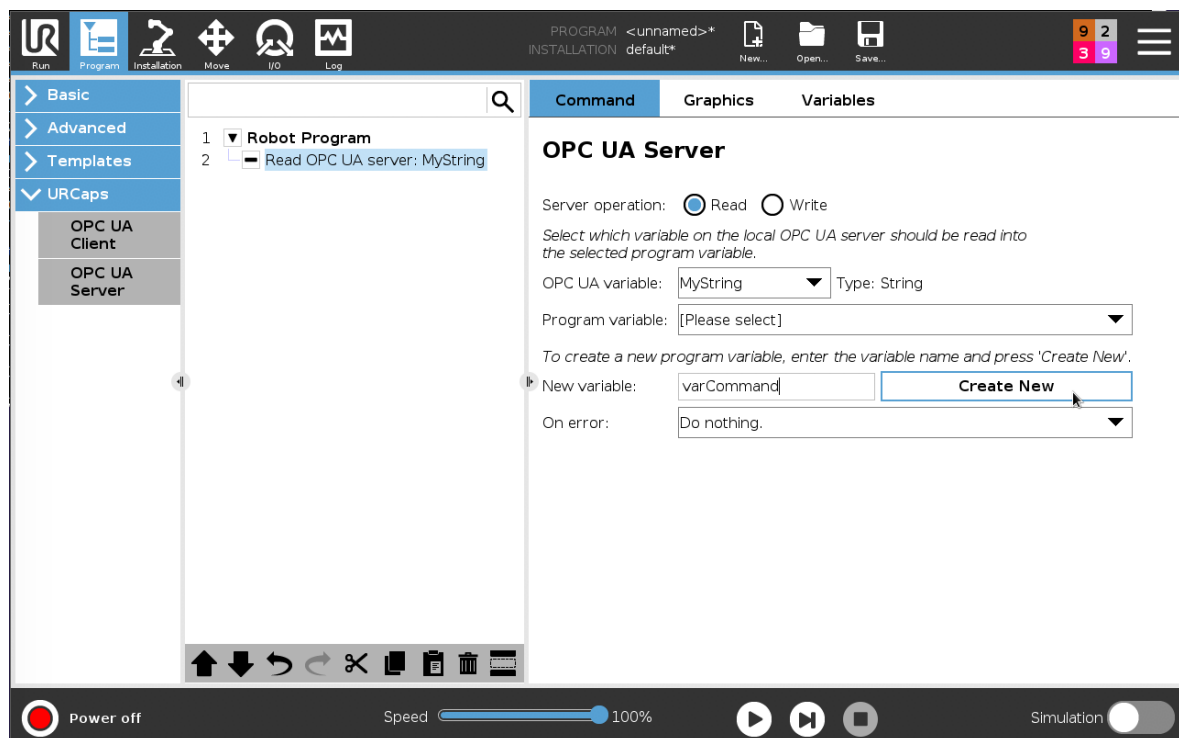 UR
Run
Program
Installation
Move
I/O
Log
PROGRAM <unnamed>*
INSTALLATION default*
New...
Open...
Save...
9 2
3 9
Basic
Advanced
Templates
URCaps
OPC UA
Client
OPC UA
Server
1 Robot Program
2 Read OPC UA server: MyString
Command Graphics Variables
OPC UA Server
Server operation: Read Write
Select which variable on the local OPC UA server should be read into
the selected program variable.
OPC UA variable: MyString Type: String
Program variable: [Please select]
To create a new program variable, enter the variable name and press 'Create New'.
New variable: varCommand Create New
On error: Do nothing.
Power off
Speed 100%
Simulation